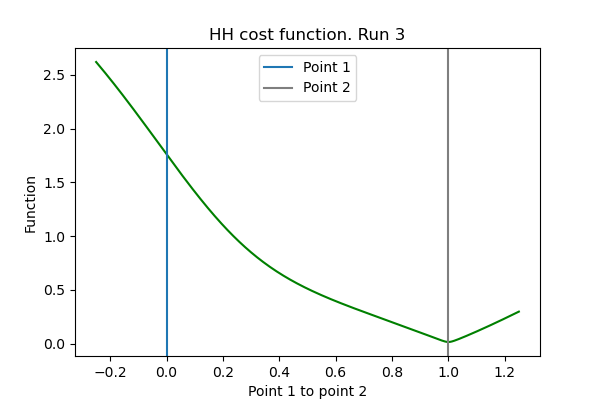 HH cost function. Run 3
Point 1
Point 2
Function
2.5
2.0
1.5
1.0
0.5
0.0
−0.2 0.0 0.2 0.4 0.6 0.8 1.0 1.2
Point 1 to point 2